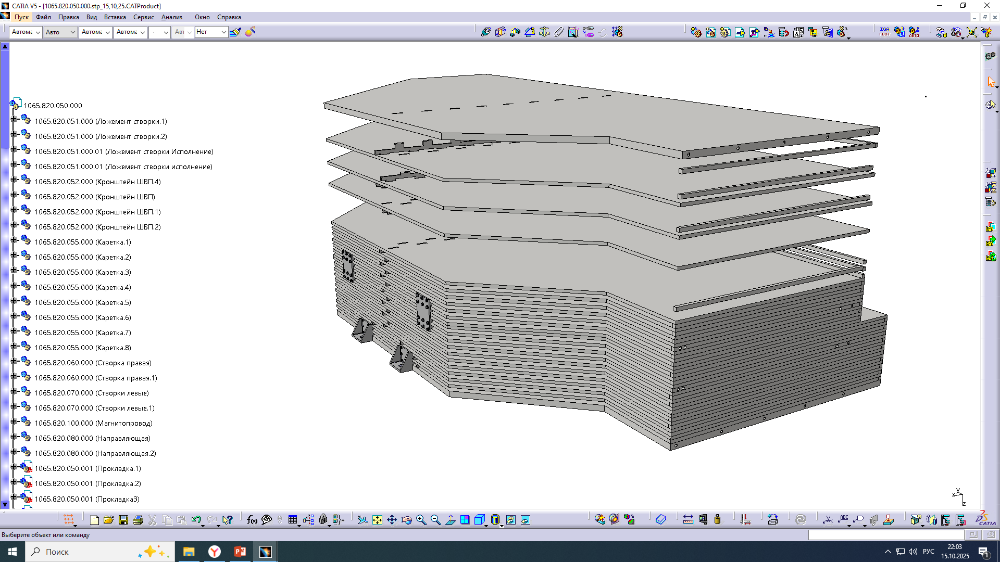 CATIA V5 - [1065.820.050.000.stp_15,10,25.CATProduct]
Пуск Файл Правка Вид Вставка Сервис Анализ Окно Справка
Автома Авто Автома Автома Авт Нет
IGA
ГОСТ
АВТО
1065.820.050.000
1065.820.051.000 (Ложемент створки.1)
1065.820.051.000 (Ложемент створки.2)
1065.820.051.000.01 (Ложемент створки Исполнение)
1065.820.051.000.01 (Ложемент створки исполнение)
1065.820.052.000 (Кронштейн ШВП.4)
1065.820.052.000 (Кронштейн ШВП)
1065.820.052.000 (Кронштейн ШВП.1)
1065.820.052.000 (Кронштейн ШВП.2)
1065.820.055.000 (Каретка.1)
1065.820.055.000 (Каретка.2)
1065.820.055.000 (Каретка.3)
1065.820.055.000 (Каретка.4)
1065.820.055.000 (Каретка.5)
1065.820.055.000 (Каретка.6)
1065.820.055.000 (Каретка.7)
1065.820.055.000 (Каретка.8)
1065.820.060.000 (Створка правая)
1065.820.060.000 (Створка правая.1)
1065.820.070.000 (Створки левые)
1065.820.070.000 (Створки левые.1)
1065.820.100.000 (Магнитопровод)
1065.820.080.000 (Направляющая)
1065.820.080.000 (Направляющая.2)
1065.820.050.001 (Прокладка.1)
1065.820.050.001 (Прокладка.2)
1065.820.050.001 (Прокладка3)
x y z
f(x) ABC
CATIA
Выберите объект или команду
Поиск
РУС
22:03
15.10.2025
1